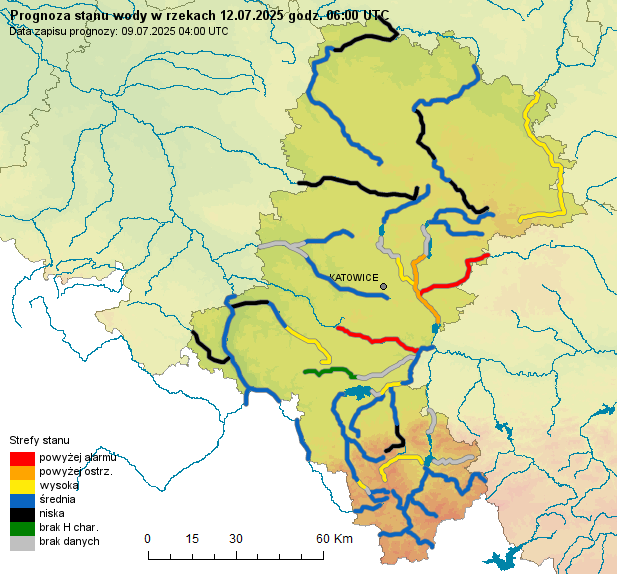 Prognoza stanu wody w rzekach 12.07.2025 godz. 06:00 UTC
Data zapisu prognozy: 09.07.2025 04:00 UTC
KATOWICE
Strefy stanu
powyżej alarmu
powyżej ostrz.
wysoka
średnia
niska
brak H char.
brak danych
0 15 30 60 Km